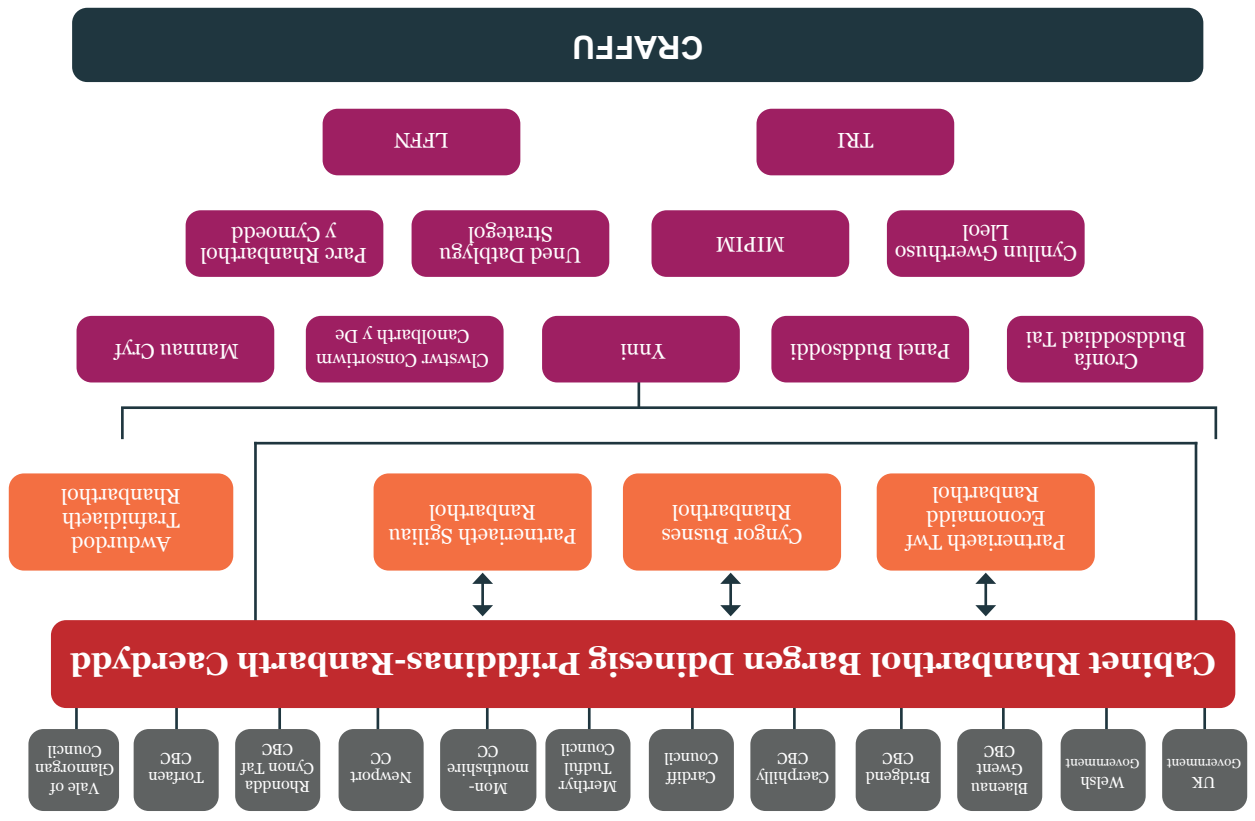 UK
Government
Welsh
Government
Blaenau
Gwent
CBC
Bridgend
CBC
Caerphilly
CBC
Cardiff
Council
Merthyr
Tudful
Council
Mon-
mouthshire
CC
Newport
CC
Rhondda
Cynon Taf
CBC
Torfaen
CBC
Vale of
Glamorgan
Council
Cabinet Rhanbarthol Bargen Ddinesig Prifddinas-Ranbarth Caerdydd
Partneriaeth Twf
Economaidd
Ranbarthol
Cyngor Busnes
Rhanbarthol
Partneriaeth Sgiliau
Ranbarthol
Awdurdod
Trafnidiaeth
Rhanbarthol
Cronfa
Buddsoddiad Tai
Panel Buddsoddi
Ynni
Clwstwr Consortiwm
Canolbarth y De
Mannau Cryf
Cynllun Gwerthuso
Lleol
MIPIM
Uned Datblygu
Strategol
Parc Rhanbarthol
y Cymoedd
TRI
LFFN
CRAFFU